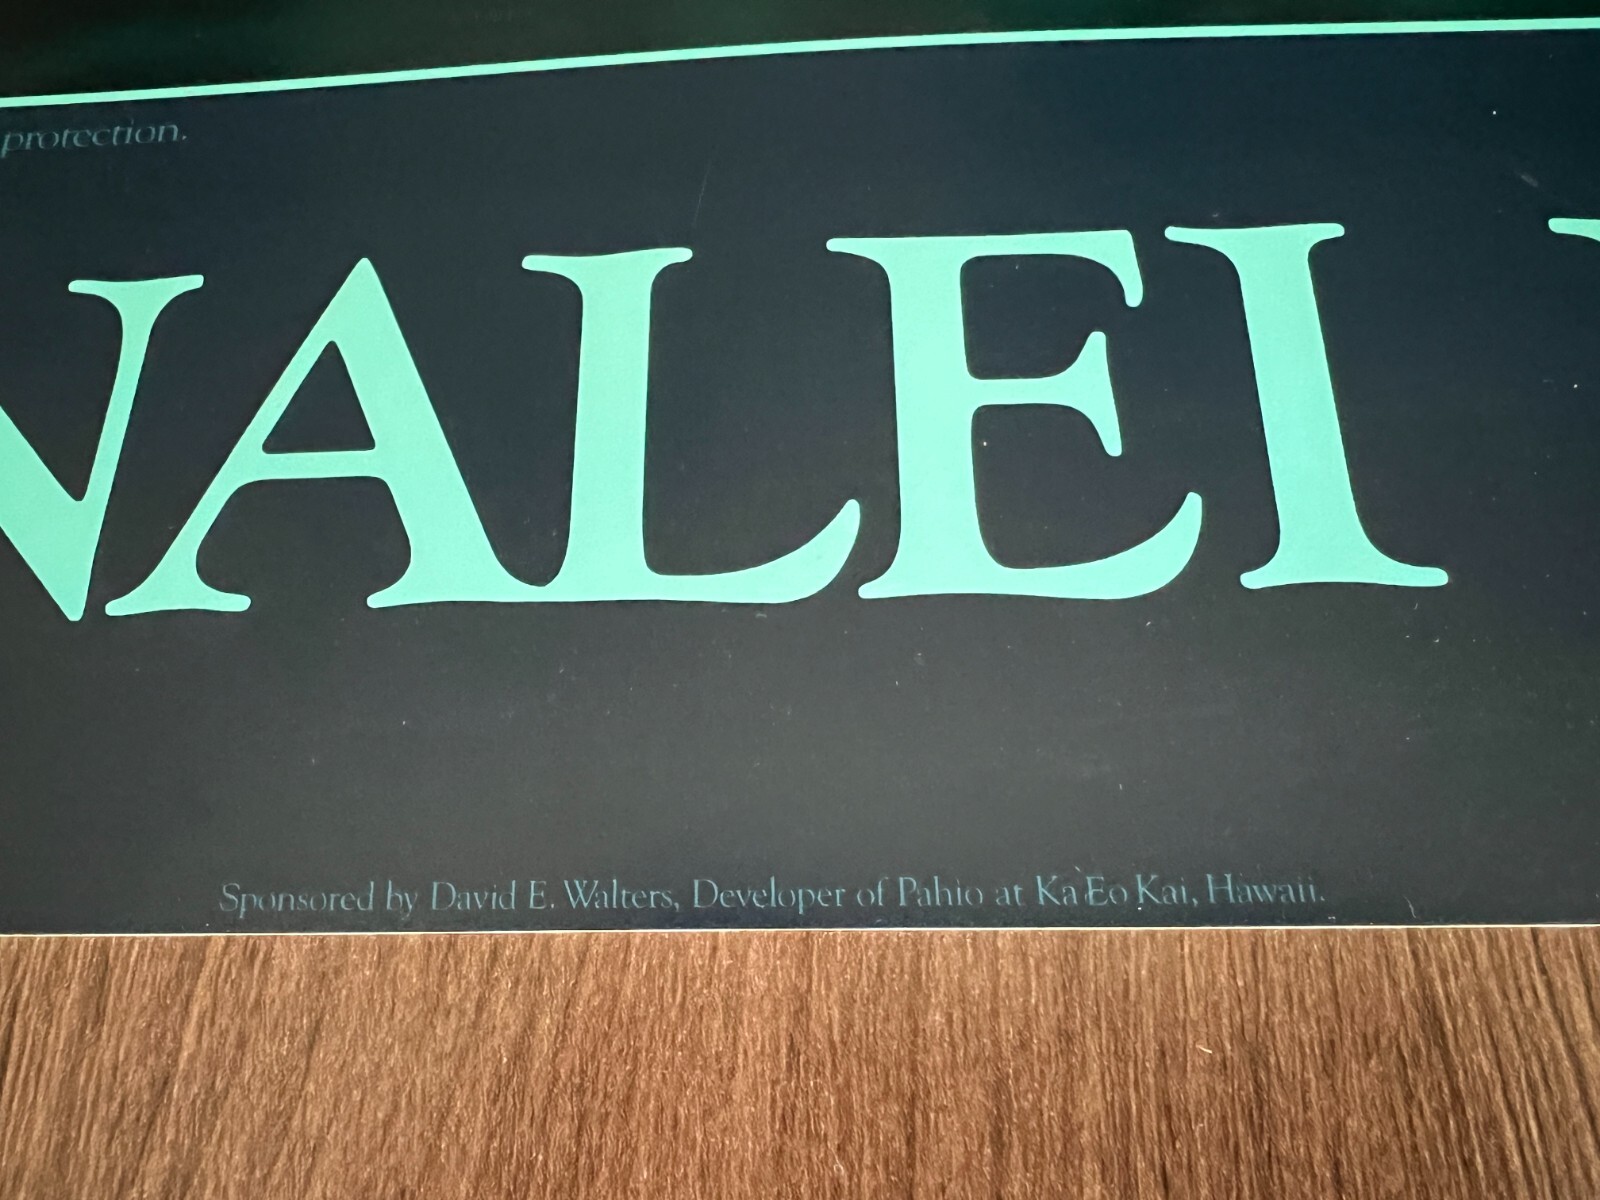 protection.
NALEI
Sponsored by David E. Walters, Developer of Pahio at Ka`Eo Kai, Hawaii.